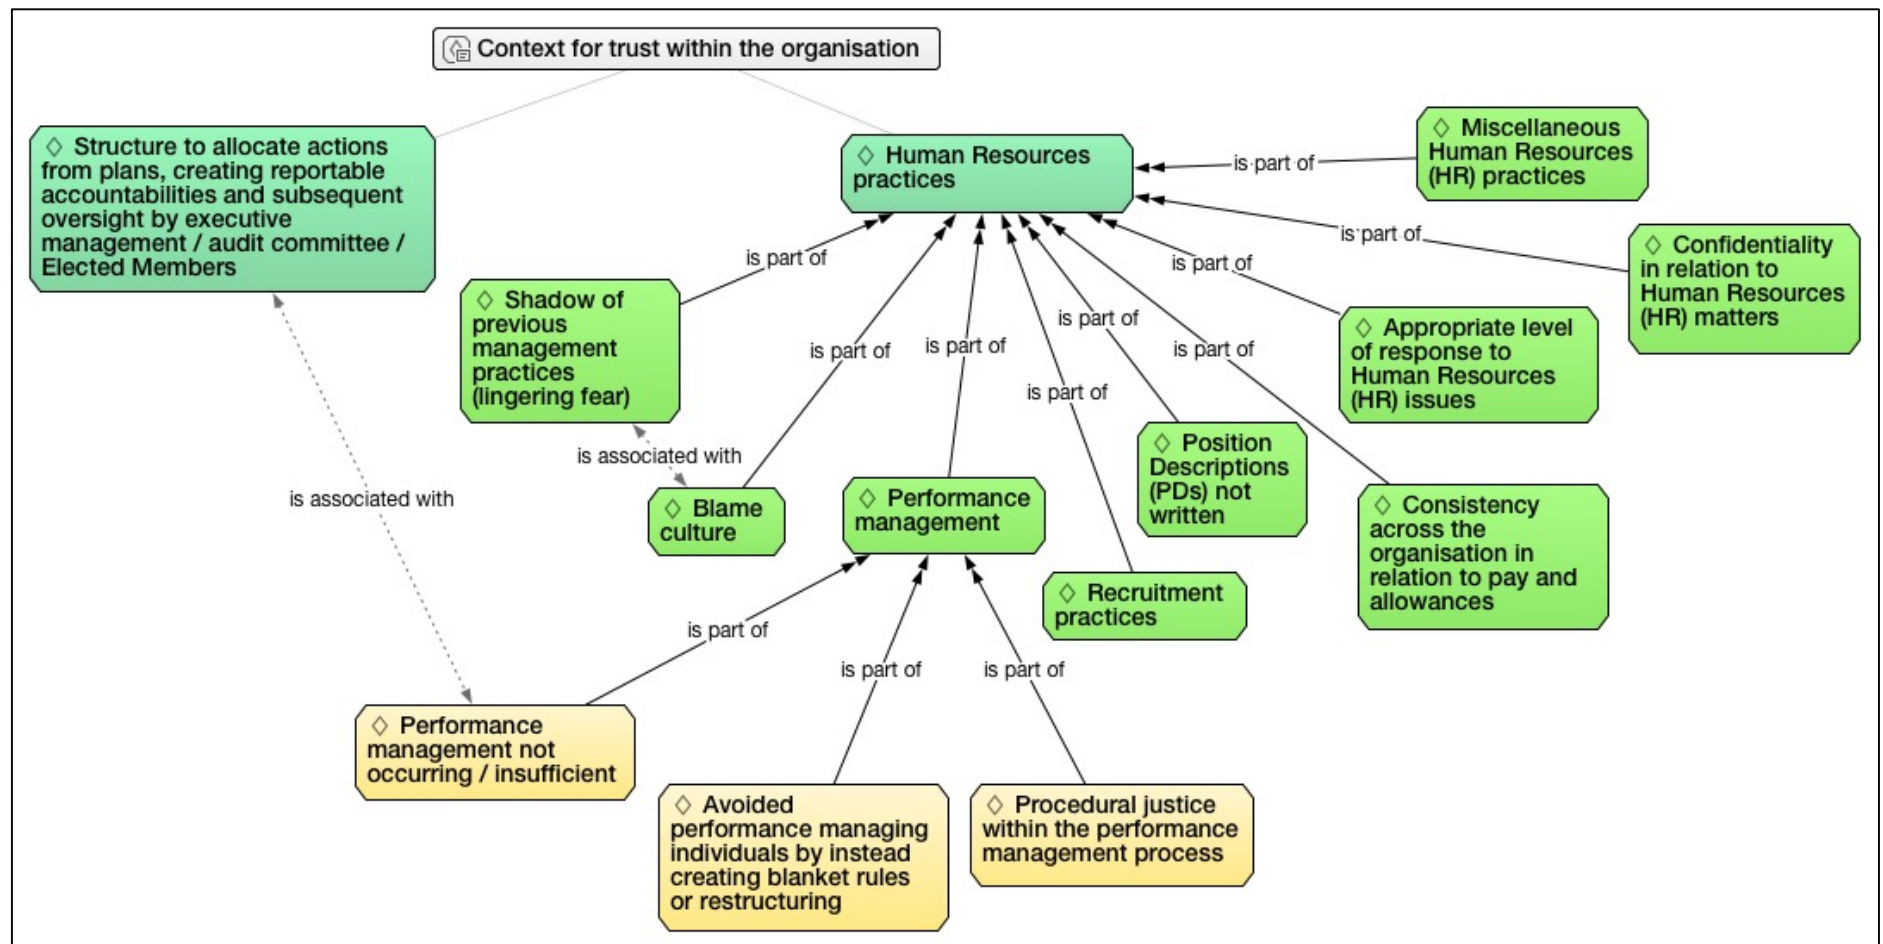 Context for trust within the organisation
Structure to allocate actions
from plans, creating reportable
accountabilities and subsequent
oversight by executive
management / audit committee /
Elected Members
Human Resources
practices
Miscellaneous
Human Resources
(HR) practices
is part of
Confidentiality
in relation to
Human Resources
(HR) matters
is part of
Shadow of
previous
management
practices
(lingering fear)
is part of
Appropriate level
of response to
Human Resources
(HR) issues
is part of
is part of
is part of
is part of
is part of
is part of
Position
Descriptions
(PDs) not
written
is associated with
Blame
culture
Performance
management
Consistency
across the
organisation in
relation to pay and
allowances
is associated with
Recruitment
practices
is part of
is part of
is part of
Performance
management not
occurring / insufficient
Avoided
performance managing
individuals by instead
creating blanket rules
or restructuring
Procedural justice
within the performance
management process